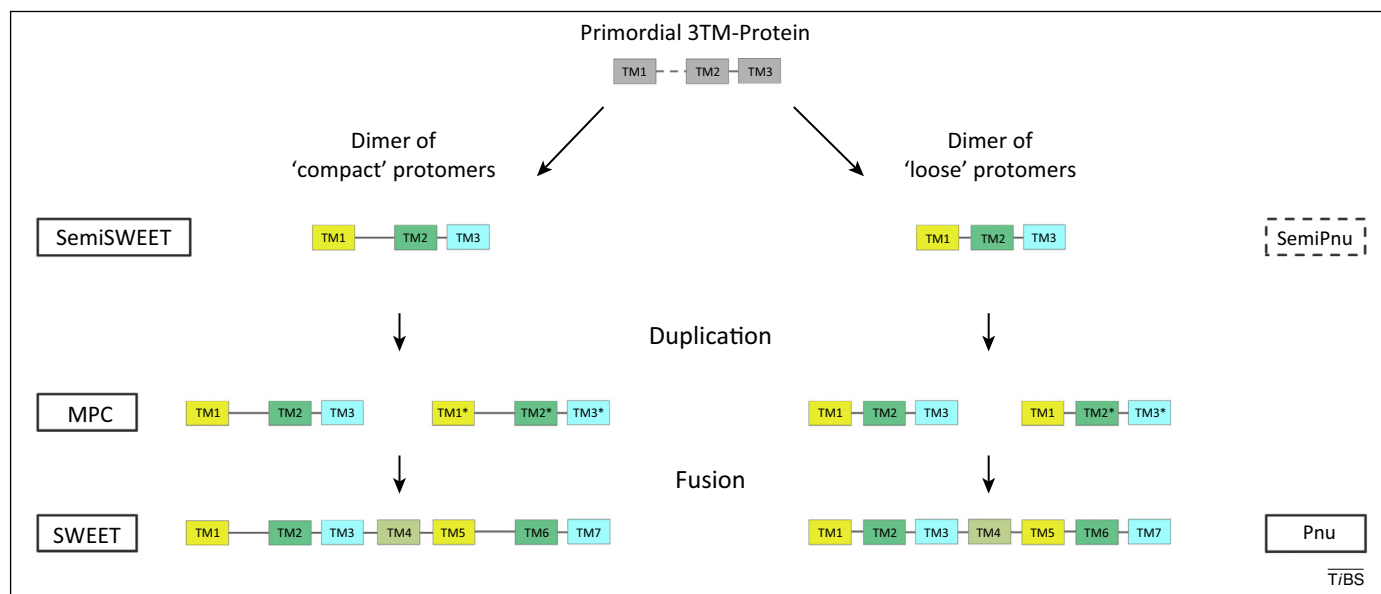 Primordial 3TM-Protein
TM1 TM2 TM3
Dimer of
‘compact’ protomers
Dimer of
‘loose’ protomers
SemiSWEET TM1 TM2 TM3 TM1 TM2 TM3 SemiPnu
Duplication
MPC TM1 TM2 TM3 TM1* TM2* TM3* TM1 TM2 TM3 TM1 TM2* TM3*
Fusion
SWEET TM1 TM2 TM3 TM4 TM5 TM6 TM7 TM1 TM2 TM3 TM4 TM5 TM6 TM7 Pnu
TiBS